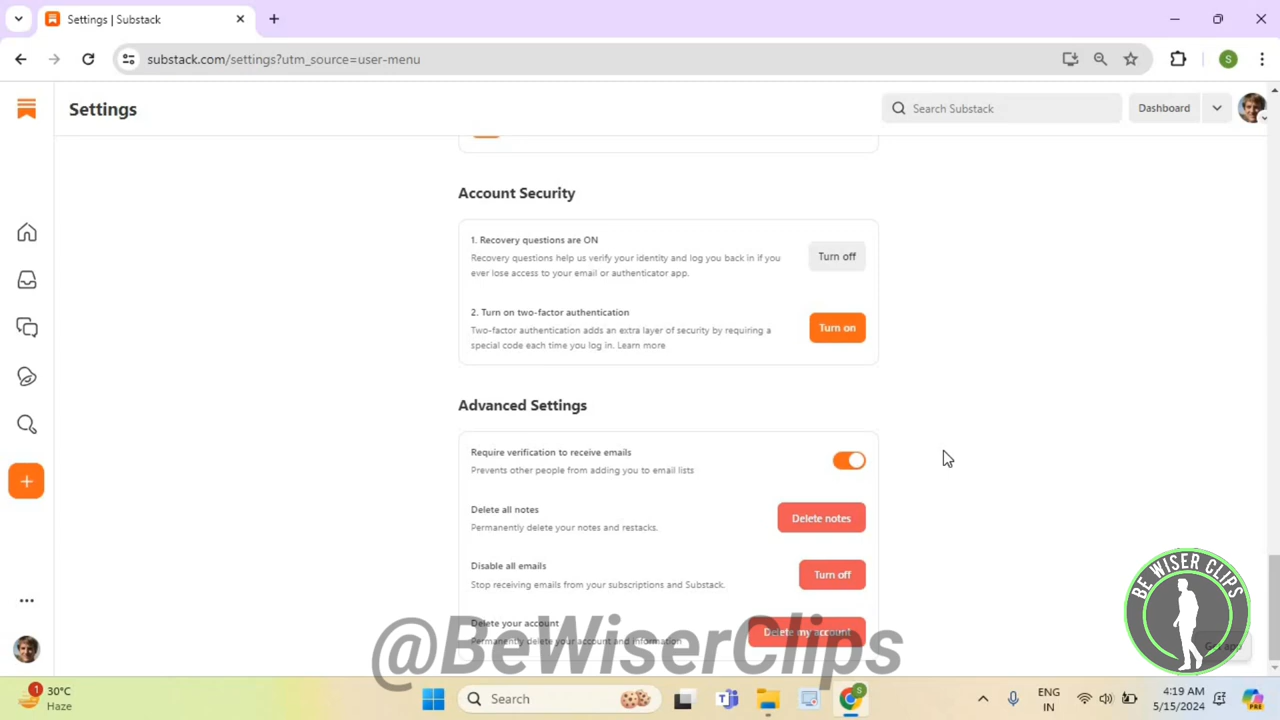 Settings | Substack
substack.com/settings?utm_source=user-menu
S
Settings
Search Substack
Dashboard
Account Security
1. Recovery questions are ON
Recovery questions help us verify your identity and log you back in if you
ever lose access to your email or authenticator app.
Turn off
2. Turn on two-factor authentication
Two-factor authentication adds an extra layer of security by requiring a
special code each time you log in. Learn more
Turn on
Advanced Settings
Require verification to receive emails
Prevents other people from adding you to email lists
Delete all notes
Permanently delete your notes and restacks.
Delete notes
Disable all emails
Stop receiving emails from your subscriptions and Substack.
Turn off
Delete your account
Permanently delete your account and information
Delete my account
@BeWiserClips
BE WISER CLIPS
1
30°C
Haze
Search
S
ENG
IN
4:19 AM
5/15/2024